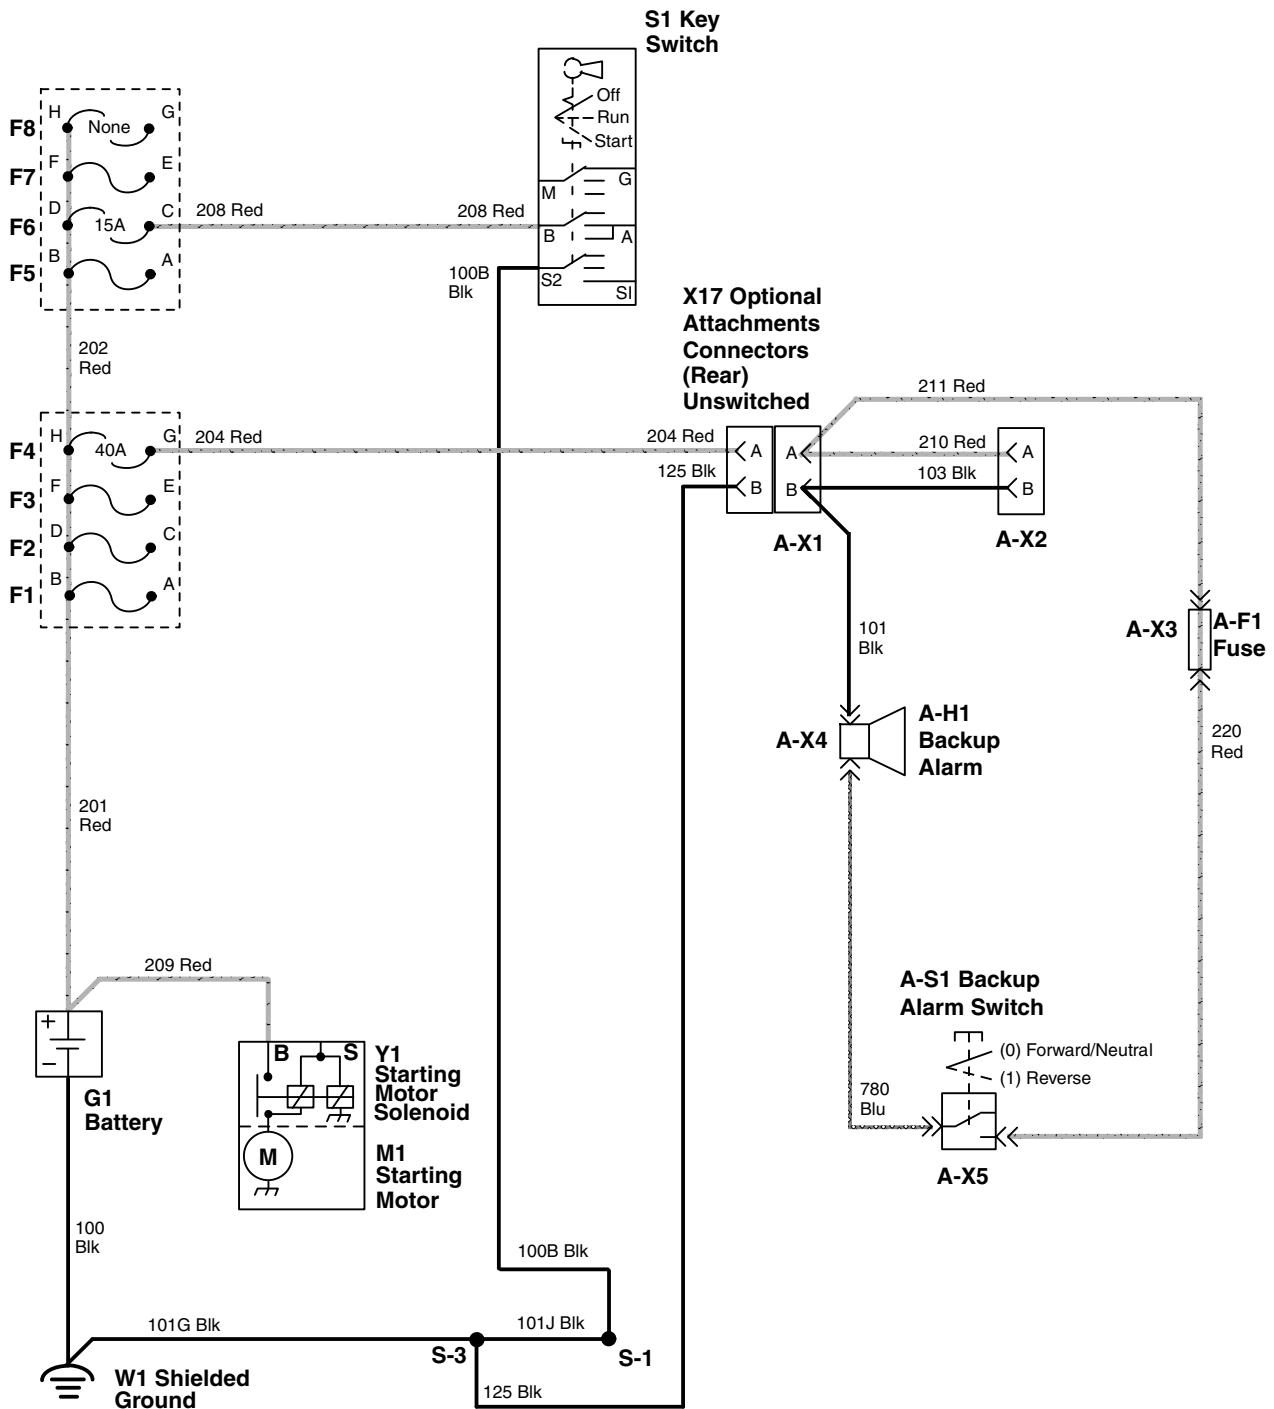 S1 Key
Switch
Off
Run
Start
M
G
B
A
S2
SI
F8
H
None
G
F7
F
E
F6
D
15A
C
208 Red
208 Red
F5
B
A
100B
Blk
202
Red
X17 Optional
Attachments
Connectors
(Rear)
Unswitched
F4
H
40A
G
204 Red
204 Red
125 Blk
F3
F
E
F2
D
C
F1
B
A
A
B
A
B
A-X1
211 Red
210 Red
103 Blk
A
B
A-X2
A-X3
A-F1
Fuse
101
Blk
A-X4
A-H1
Backup
Alarm
220
Red
201
Red
209 Red
+
−
G1
Battery
B
S
Y1
Starting
Motor
Solenoid
M
M1
Starting
Motor
A-S1 Backup
Alarm Switch
(0) Forward/Neutral
(1) Reverse
780
Blu
A-X5
100
Blk
100B Blk
101G Blk
101J Blk
S-3
S-1
W1 Shielded
Ground
125 Blk